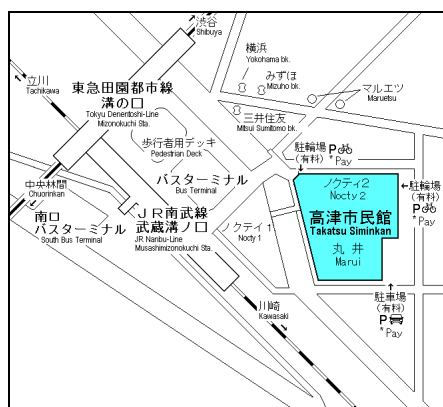 渋谷
Shibuya
立川
Tachikawa
東急田園都市線
溝の口
Tokyu Denentoshi-Line
Mizonokuchi Sta.
横浜
Yokohama bk.
みずほ
Mizuho bk.
マルエツ
Maruetsu
三井住友
Mitsui Sumitomo bk.
歩行者用デッキ
Pedestrian Deck
バスターミナル
Bus Terminal
駐輪場
(有料)
P
*Pay
中央林間
Chuorinkan
南口
バスターミナル
South Bus Terminal
JR南武線
武蔵溝ノ口
JR Nanbu-Line
Musashimizonokuchi Sta.
ノクティ1
Nocty 1
ノクティ2
Nocty 2
高津市民館
Takatsu Siminkan
丸井
Marui
駐輪場
(有料)
P
*Pay
川崎
Kawasaki
駐車場
(有料)
P
*Pay